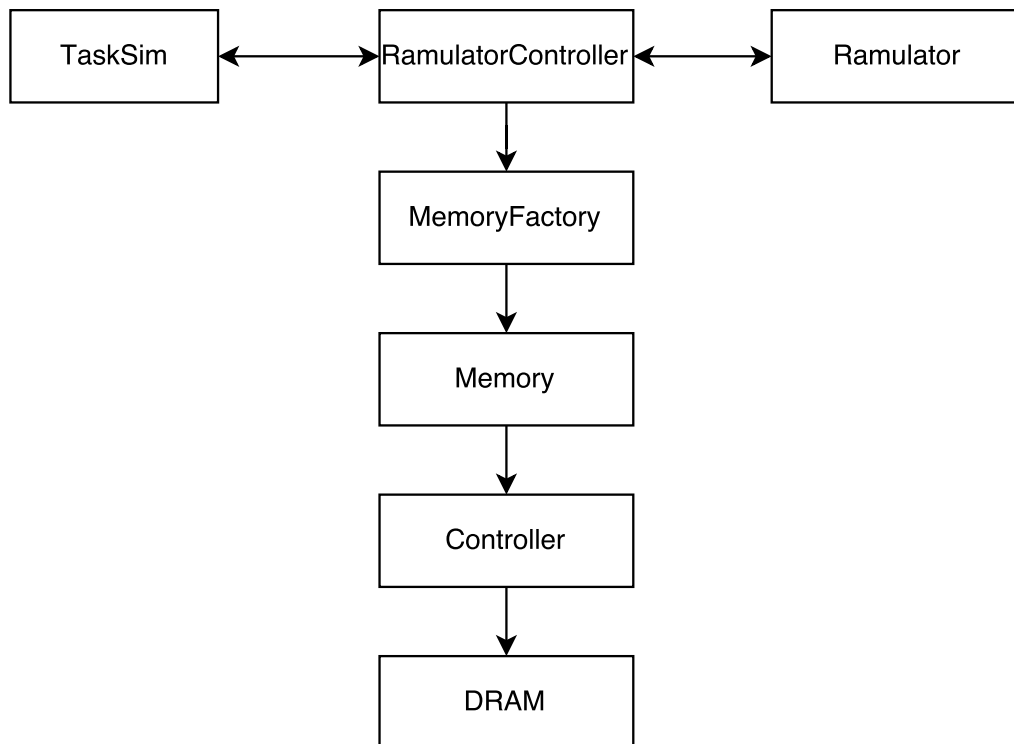 TaskSim
RamulatorController
Ramulator
MemoryFactory
Memory
Controller
DRAM